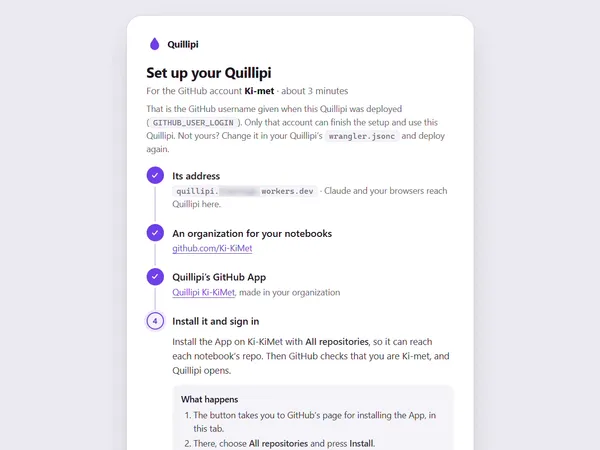 Quillipi
Set up your Quillipi
For the GitHub account Ki-met · about 3 minutes
That is the GitHub username given when this Quillipi was deployed
( GITHUB_USER_LOGIN ). Only that account can finish the setup and use this
Quillipi. Not yours? Change it in your Quillipi's wrangler.jsonc and deploy
again.
Its address
quillipi. .workers.dev · Claude and your browsers reach
Quillipi here.
An organization for your notebooks
github.com/Ki-KiMet
Quillipi's GitHub App
Quillipi Ki-KiMet, made in your organization
4 Install it and sign in
Install the App on Ki-KiMet with All repositories, so it can reach
each notebook's repo. Then GitHub checks that you are Ki-met, and
Quillipi opens.
What happens
1. The button takes you to GitHub's page for installing the App, in
this tab.
2. There, choose All repositories and press Install.